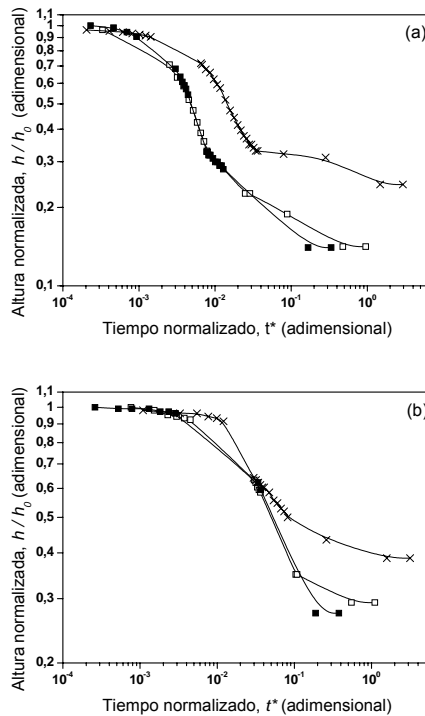 (a)
Altura normalizada, h / h0 (adimensional)
1,1
1
0,9
0,8
0,7
0,6
0,5
0,4
0,3
0,2
0,1
10-4 10-3 10-2 10-1 100
Tiempo normalizado, t* (adimensional)
(b)
Altura normalizada, h / h0 (adimensional)
1,1
1
0,9
0,8
0,7
0,6
0,5
0,4
0,3
0,2
10-4 10-3 10-2 10-1 100
Tiempo normalizado, t* (adimensional)